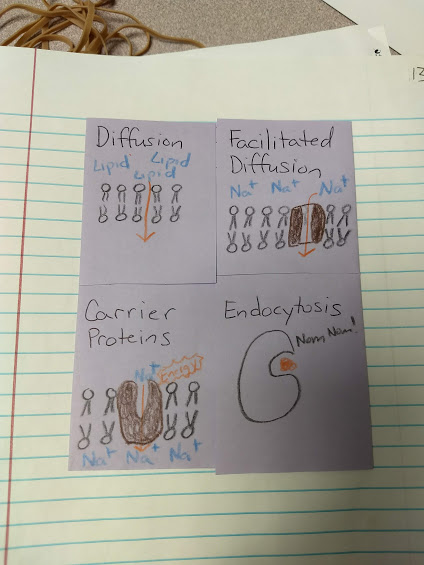 13
Diffusion
Lipid Lipid
Lipid
Facilitated
Diffusion
Na+ Na+ Na+
Carrier
Proteins
Na+ Energy
Na+ Na+ Na+
Endocytosis
Nom Nom!